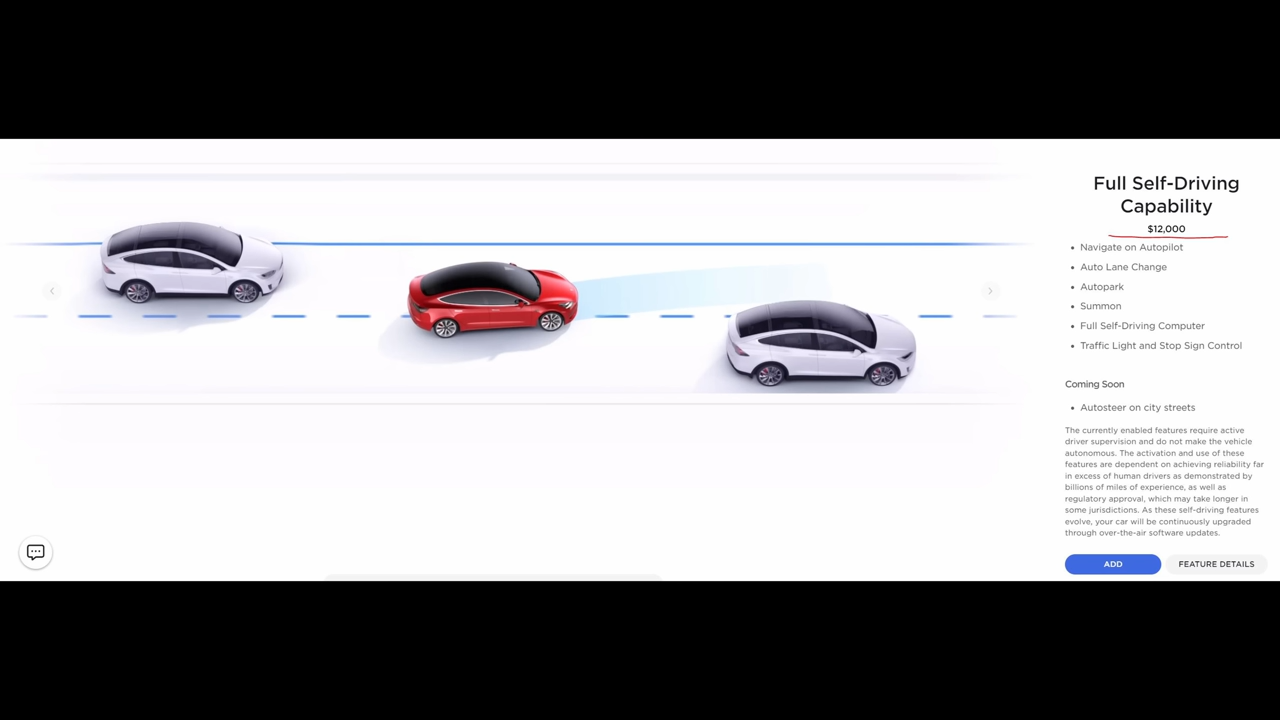 Full Self-Driving
Capability
$12,000
• Navigate on Autopilot
• Auto Lane Change
• Autopark
• Summon
• Full Self-Driving Computer
• Traffic Light and Stop Sign Control
Coming Soon
• Autosteer on city streets
The currently enabled features require active
driver supervision and do not make the vehicle
autonomous. The activation and use of these
features are dependent on achieving reliability far
in excess of human drivers as demonstrated by
billions of miles of experience, as well as
regulatory approval, which may take longer in
some jurisdictions. As these self-driving features
evolve, your car will be continuously upgraded
through over-the-air software updates.
ADD
FEATURE DETAILS